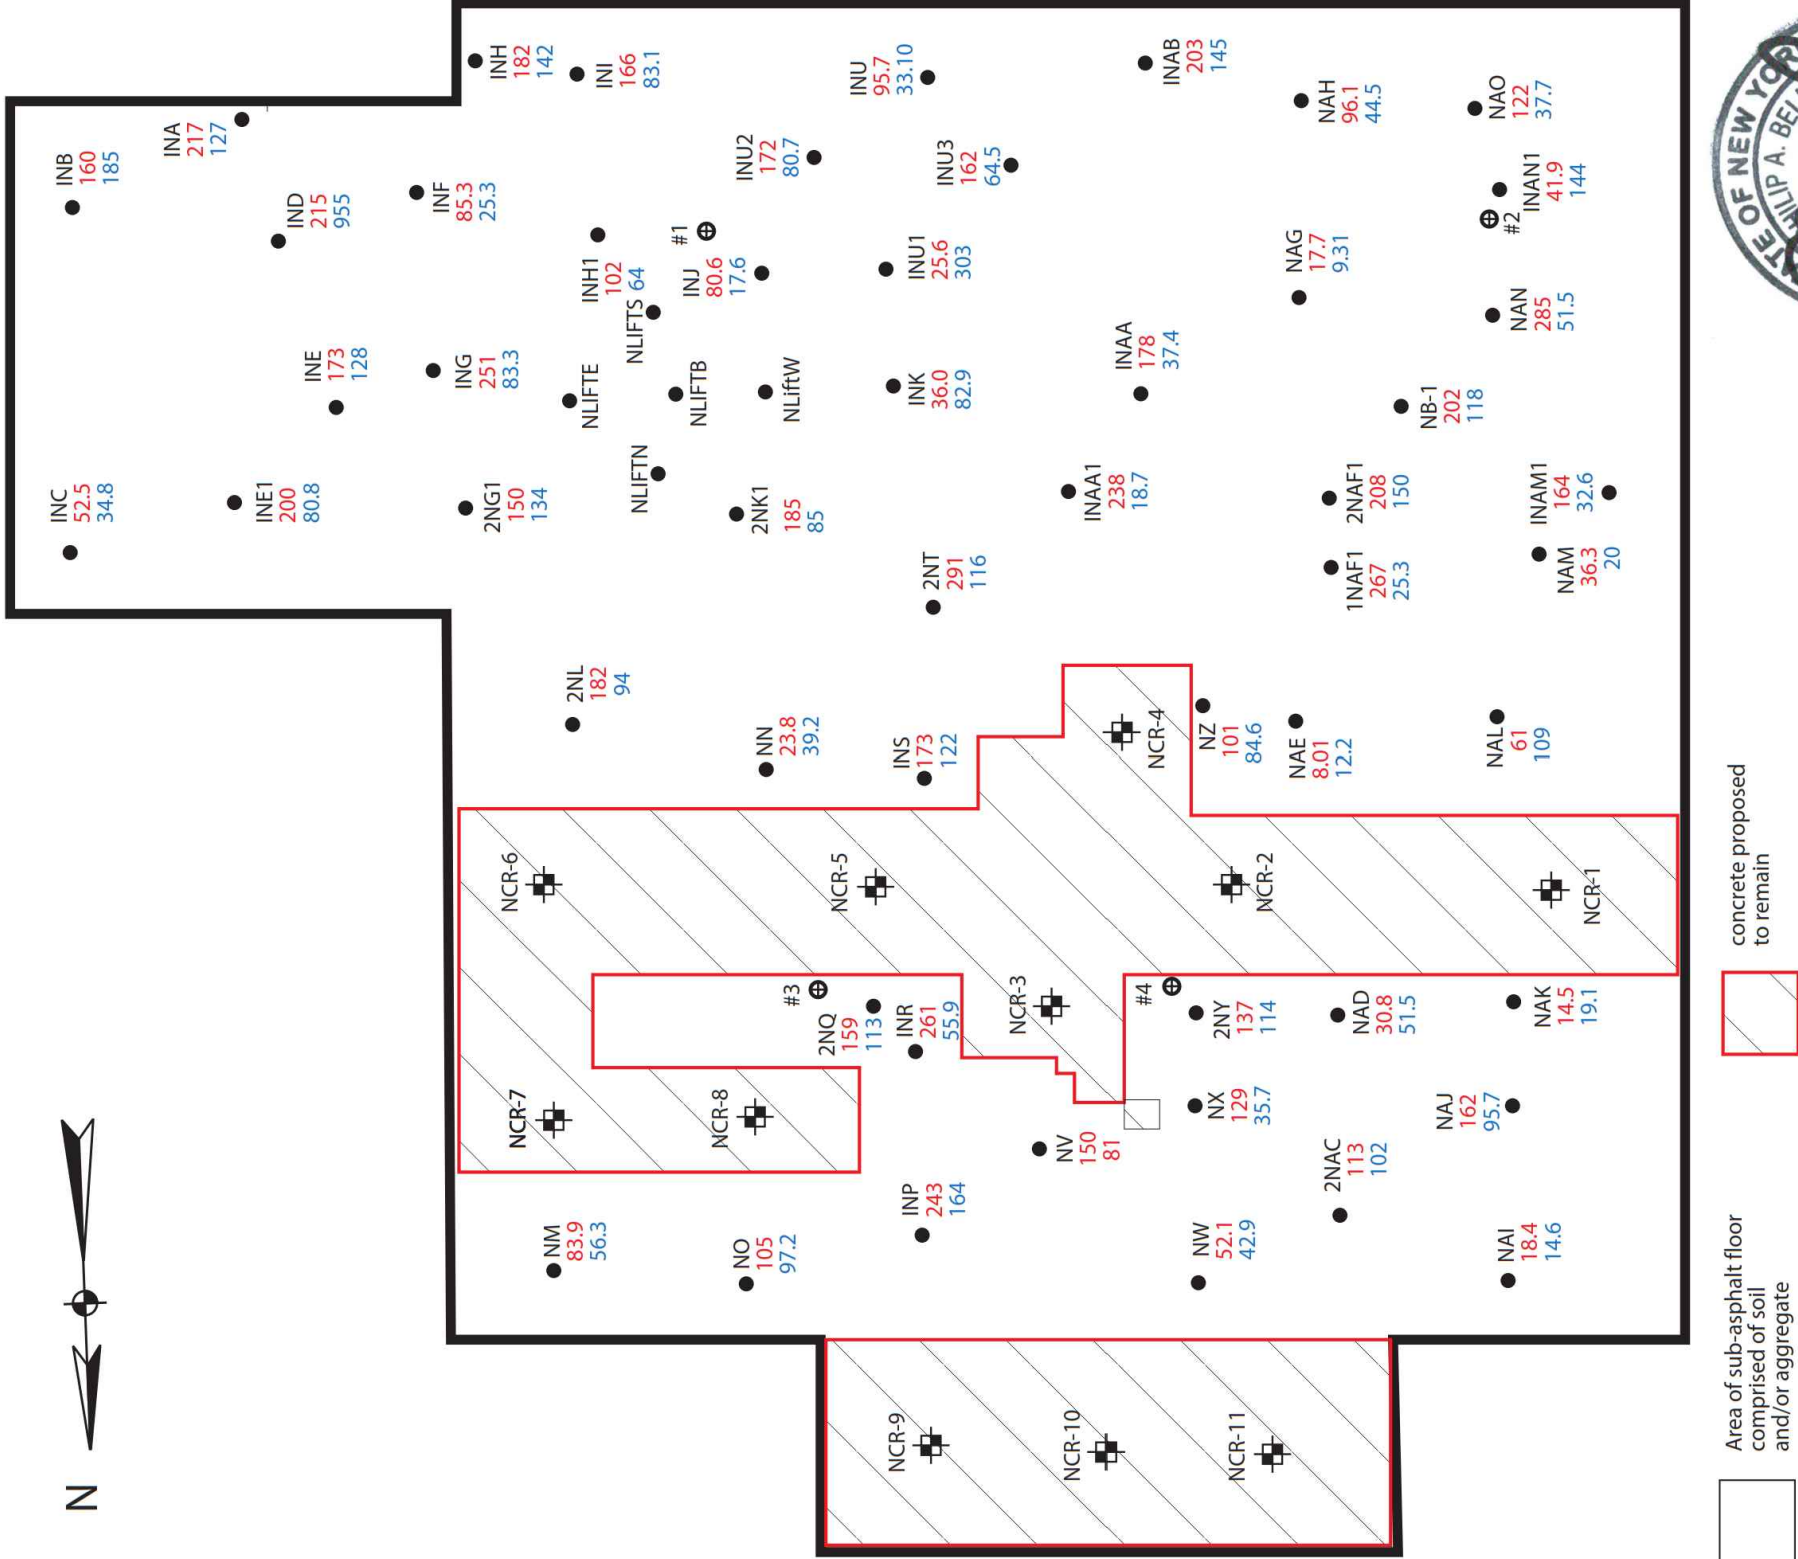 N
INB
160
185
INA
217
127
IND
215
955
INC
52.5
34.8
INE1
200
80.8
INE
173
128
INF
85.3
25.3
ING
251
83.3
2NG1
150
134
INH
182
142
INI
166
83.1
INH1
102
64
NLIFTS
NLIFTE
NLIFTB
NLIFTN
NLiftW
#1
INJ
80.6
17.6
INU2
172
80.7
INU
95.7
33.10
INU3
162
64.5
INU1
25.6
303
INK
36.0
82.9
2NK1
185
85
2NT
291
116
INAB
203
145
INAA
178
37.4
INAA1
238
18.7
NAH
96.1
44.5
NAG
17.7
9.31
NAO
122
37.7
INAN1
41.9
144
#2
NAN
285
51.5
NB-1
202
118
2NAF1
208
150
1NAF1
267
25.3
INAM1
164
32.6
NAM
36.3
20
2NL
182
94
NN
23.8
39.2
INS
173
122
NCR-4
NZ
101
84.6
NAE
8.01
12.2
NAL
61
109
NCR-6
NCR-5
NCR-2
NCR-1
#3
2NQ
159
113
INR
261
55.9
NCR-3
#4
2NY
137
114
NAD
30.8
51.5
NAK
14.5
19.1
NCR-7
NCR-8
NV
150
81
NX
129
35.7
NAJ
162
95.7
2NAC
113
102
NM
83.9
56.3
NO
105
97.2
INP
243
164
NW
52.1
42.9
NAI
18.4
14.6
NCR-9
NCR-10
NCR-11
concrete proposed
to remain
Area of sub-asphalt floor
comprised of soil
and/or aggregate
OF NEW
PHILIP A.